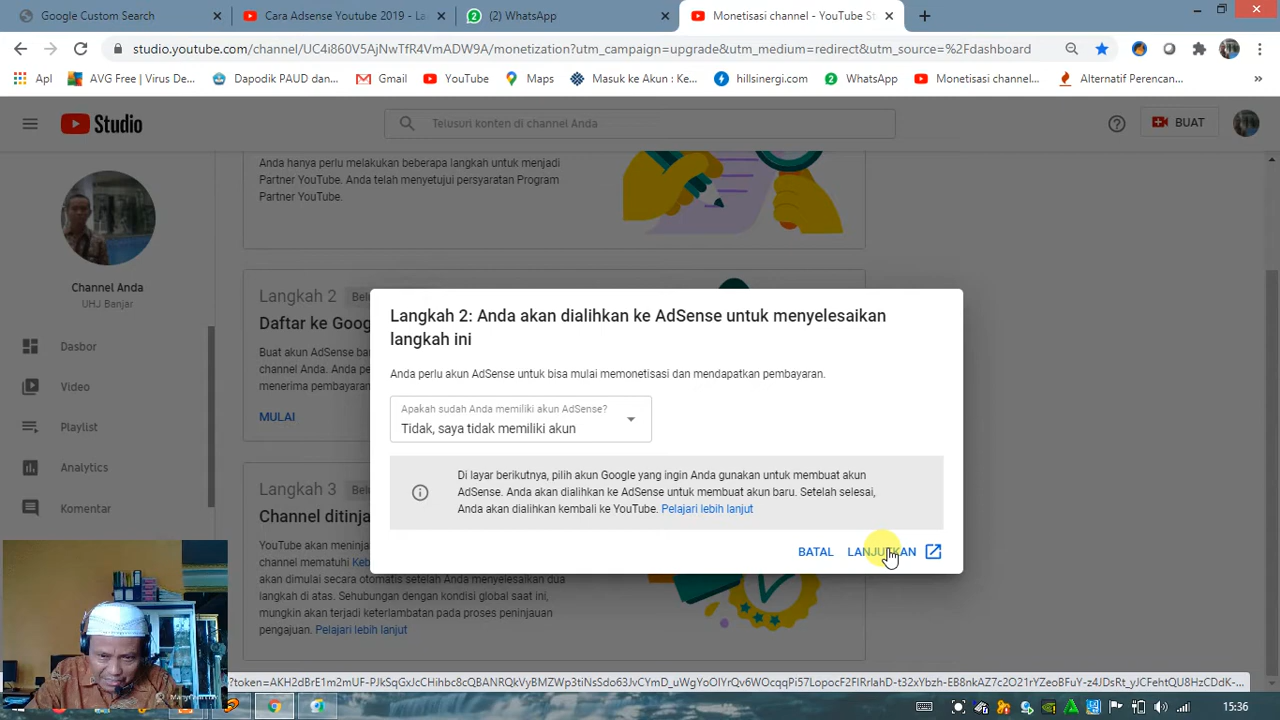 Google Custom Search
Cara Adsense Youtube 2019 - La
(2) WhatsApp
Monetisasi channel - YouTube St
studio.youtube.com/channel/UC4i860V5AjNwTfR4VmADW9A/monetization?utm_campaign=upgrade&utm_medium=redirect&utm_source=%2Fdashboard
Apl
AVG Free | Virus De...
Dapodik PAUD dan...
Gmail
YouTube
Maps
Masuk ke Akun : Ke...
hillsinergi.com
WhatsApp
Monetisasi channel...
Alternatif Perencan...
Studio
Telusuri konten di channel Anda
BUAT
Anda hanya perlu melakukan beberapa langkah untuk menjadi
Partner YouTube. Anda telah menyetujui persyaratan Program
Partner YouTube.
Channel Anda
UHJ Banjar
Dasbor
Video
Playlist
Analytics
Komentar
Langkah 2
Daftar ke Goog
Buat akun AdSense ba
channel Anda.
menerima pembayaran.
MULAI
Langkah 2: Anda akan dialihkan ke AdSense untuk menyelesaikan
langkah ini
Anda perlu akun AdSense untuk bisa mulai memonetisasi dan mendapatkan pembayaran.
Apakah sudah Anda memiliki akun AdSense?
Tidak, saya tidak memiliki akun
Di layar berikutnya, pilih akun Google yang ingin Anda gunakan untuk membuat akun
AdSense. Anda akan dialihkan ke AdSense untuk membuat akun baru. Setelah selesai,
Anda akan dialihkan kembali ke YouTube. Pelajari lebih lanjut
BATAL
LANJUTKAN
Langkah 3
Channel ditinja
YouTube akan meninja
channel mematuhi Keb
akan dimulai secara otomatis setelah Anda menyelesaikan dua
langkah di atas. Sehubungan dengan kondisi global saat ini,
mungkin akan terjadi keterlambatan pada proses peninjauan
pengajuan. Pelajari lebih lanjut
15:36